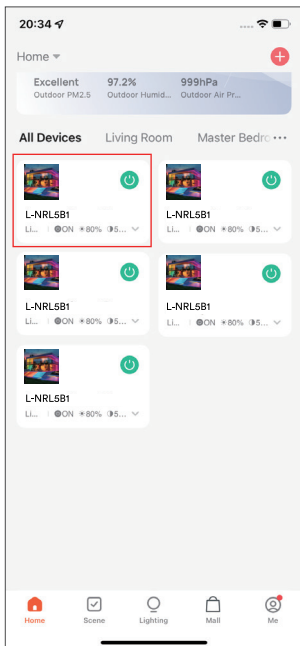 20:34
Home
Excellent 97.2% 999hPa
Outdoor PM2.5 Outdoor Humid... Outdoor Air Pr...
All Devices Living Room Master Bedro ...
L-NRL5B1 L-NRL5B1
Li... ON 80% 5... Li... ON 80% 5...
L-NRL5B1 L-NRL5B1
Li... ON 80% 5... Li... ON 80% 5...
L-NRL5B1
Li... ON 80% 5...
Home Scene Lighting Mall Me